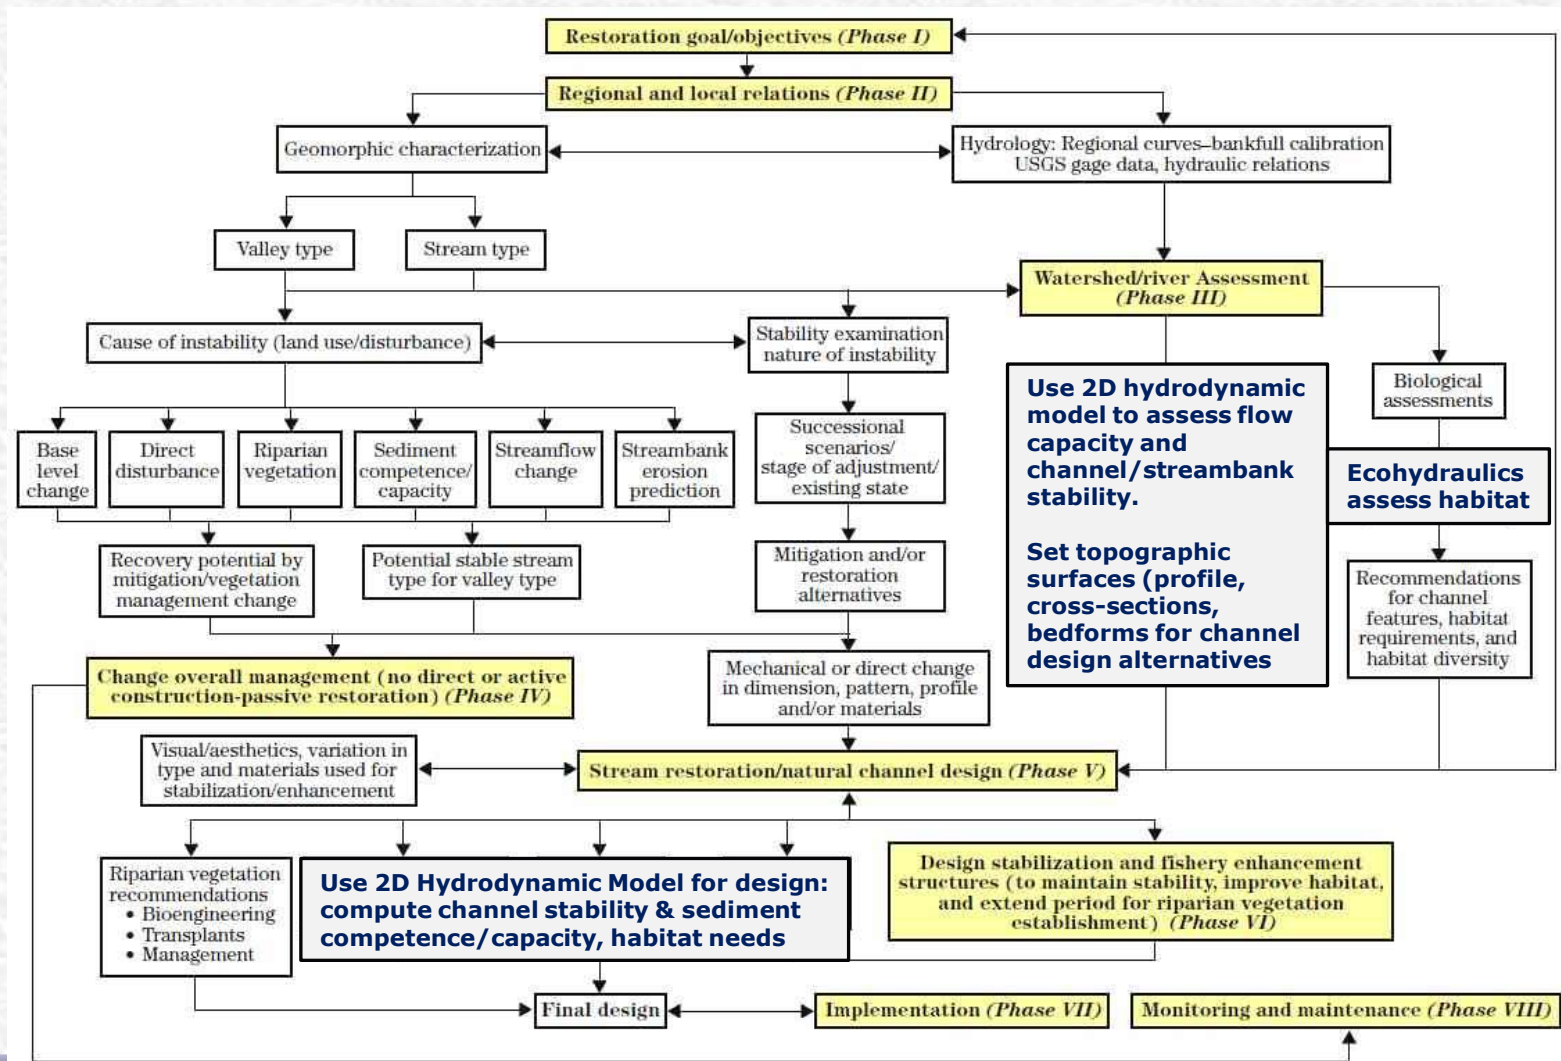 Restoration goal/objectives (Phase I)
Regional and local relations (Phase II)
Geomorphic characterization
Hydrology: Regional curves–bankfull calibration
USGS gage data, hydraulic relations
Valley type
Stream type
Watershed/river Assessment
(Phase III)
Cause of instability (land use/disturbance)
Stability examination
nature of instability
Use 2D hydrodynamic
model to assess flow
capacity and
channel/streambank
stability.
Set topographic
surfaces (profile,
cross-sections,
bedforms for channel
design alternatives
Biological
assessments
Ecohydraulics
assess habitat
Recommendations
for channel
features, habitat
requirements, and
habitat diversity
Base
level
change
Direct
disturbance
Riparian
vegetation
Sediment
competence/
capacity
Streamflow
change
Streambank
erosion
prediction
Successional
scenarios/
stage of adjustment/
existing state
Recovery potential by
mitigation/vegetation
management change
Potential stable stream
type for valley type
Mitigation and/or
restoration
alternatives
Change overall management (no direct or active
construction-passive restoration) (Phase IV)
Mechanical or direct change
in dimension, pattern, profile
and/or materials
Visual/aesthetics, variation in
type and materials used for
stabilization/enhancement
Stream restoration/natural channel design (Phase V)
Riparian vegetation
recommendations
• Bioengineering
• Transplants
• Management
Use 2D Hydrodynamic Model for design:
compute channel stability & sediment
competence/capacity, habitat needs
Design stabilization and fishery enhancement
structures (to maintain stability, improve habitat,
and extend period for riparian vegetation
establishment) (Phase VI)
Final design
Implementation (Phase VII)
Monitoring and maintenance (Phase VIII)